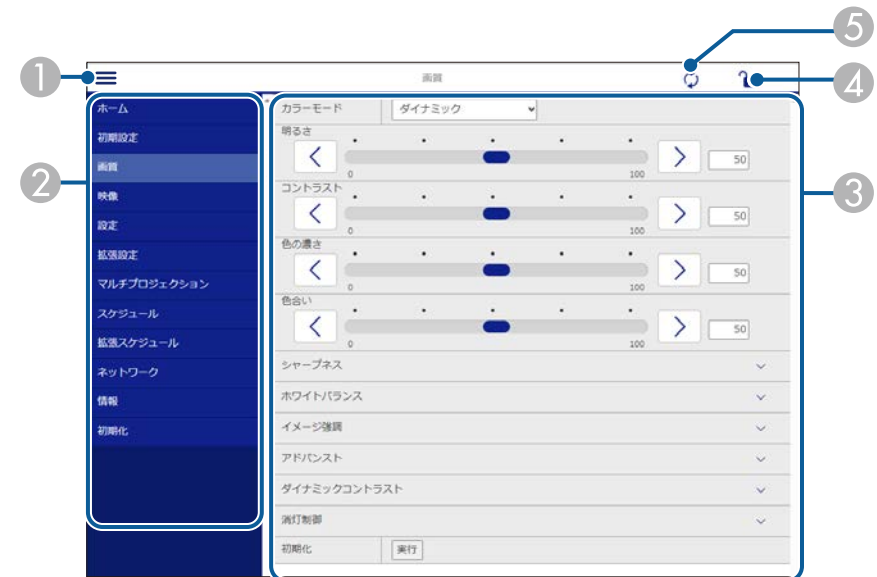 5
1
画質
4
2
ホーム
初期設定
画質
映像
設定
拡張設定
マルチプロジェクション
スケジュール
拡張スケジュール
ネットワーク
情報
初期化
カラーモード ダイナミック
明るさ
0 100 50
コントラスト
0 100 50
色の濃さ
0 100 50
色合い
0 100 50
シャープネス
ホワイトバランス
イメージ強調
アドバンスト
ダイナミックコントラスト
消灯制御
初期化 実行
3